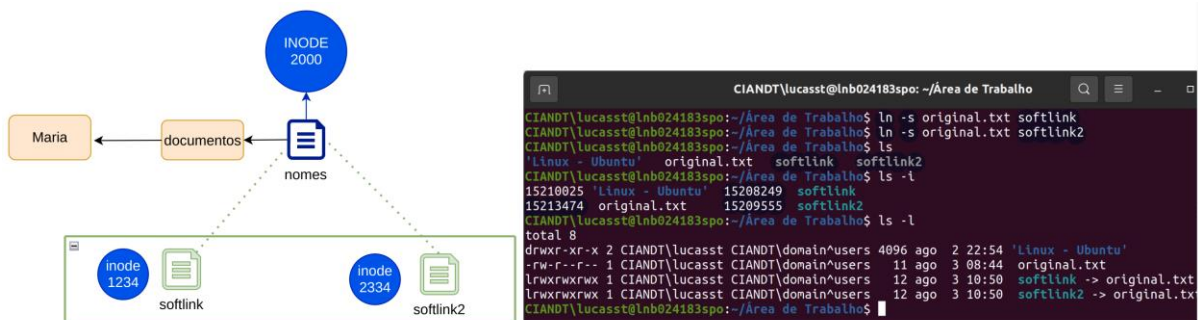 INODE
2000
Maria
documentos
nomes
inode
1234
softlink
inode
2334
softlink2
CIANDT\lucasst@lnb024183spo: ~/Área de Trabalho
CIANDT\lucasst@lnb024183spo:~/Área de Trabalho$ ln -s original.txt softlink
CIANDT\lucasst@lnb024183spo:~/Área de Trabalho$ ln -s original.txt softlink2
CIANDT\lucasst@lnb024183spo:~/Área de Trabalho$ ls
'Linux - Ubuntu' original.txt softlink softlink2
CIANDT\lucasst@lnb024183spo:~/Área de Trabalho$ ls -i
15210025 'Linux - Ubuntu' 15208249 softlink
15213474 original.txt 15209555 softlink2
CIANDT\lucasst@lnb024183spo:~/Área de Trabalho$ ls -l
total 8
drwxr-xr-x 2 CIANDT\lucasst CIANDT\domain^users 4096 ago 2 22:54 'Linux - Ubuntu'
-rw-r--r-- 1 CIANDT\lucasst CIANDT\domain^users 11 ago 3 08:44 original.txt
lrwxrwxrwx 1 CIANDT\lucasst CIANDT\domain^users 12 ago 3 10:50 softlink -> original.txt
lrwxrwxrwx 1 CIANDT\lucasst CIANDT\domain^users 12 ago 3 10:50 softlink2 -> original.tx
CIANDT\lucasst@lnb024183spo:~/Área de Trabalho$